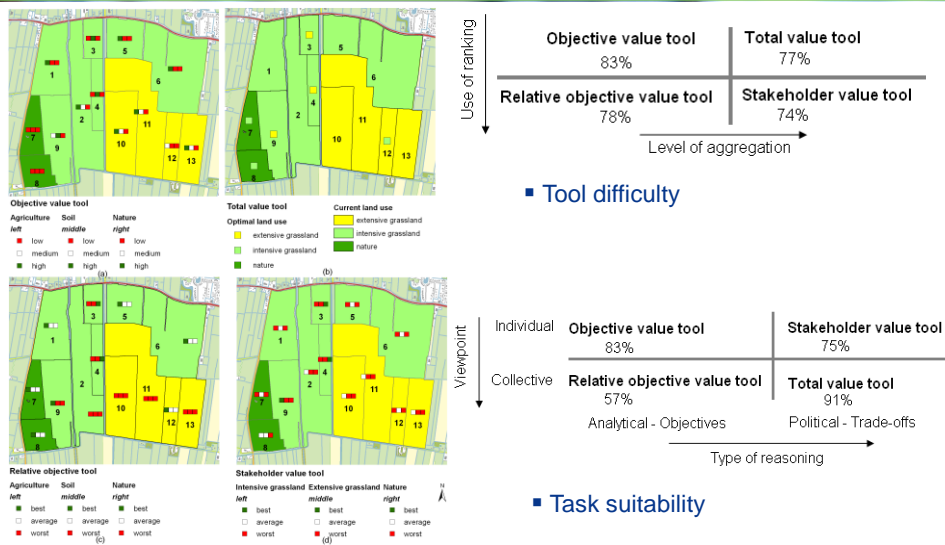 3
5
1
6
2
4
11
7
9
10
12
13
8
Objective value tool
Agriculture Soil Nature
left middle right
low low low
medium medium medium
high high high
(a)
3
5
1
6
2
4
11
7
9
10
12
13
8
Total value tool
Optimal land use
extensive grassland
intensive grassland
nature
Current land use
extensive grassland
intensive grassland
nature
(b)
3
5
1
6
2
4
11
7
9
10
12
13
8
Relative objective tool
Agriculture Soil Nature
left middle right
best best best
average average average
worst worst worst
(c)
3
5
1
6
2
4
11
7
9
10
12
13
8
Stakeholder value tool
Intensive grassland Extensive grassland Nature
left middle right
best best best
average average average
worst worst worst
(d)
N
Use of ranking
Objective value tool
83%
Total value tool
77%
Relative objective value tool
78%
Stakeholder value tool
74%
Level of aggregation
▪ Tool difficulty
Viewpoint
Individual
Objective value tool
83%
Stakeholder value tool
75%
Collective
Relative objective value tool
57%
Total value tool
91%
Analytical - Objectives
Political - Trade-offs
Type of reasoning
▪ Task suitability